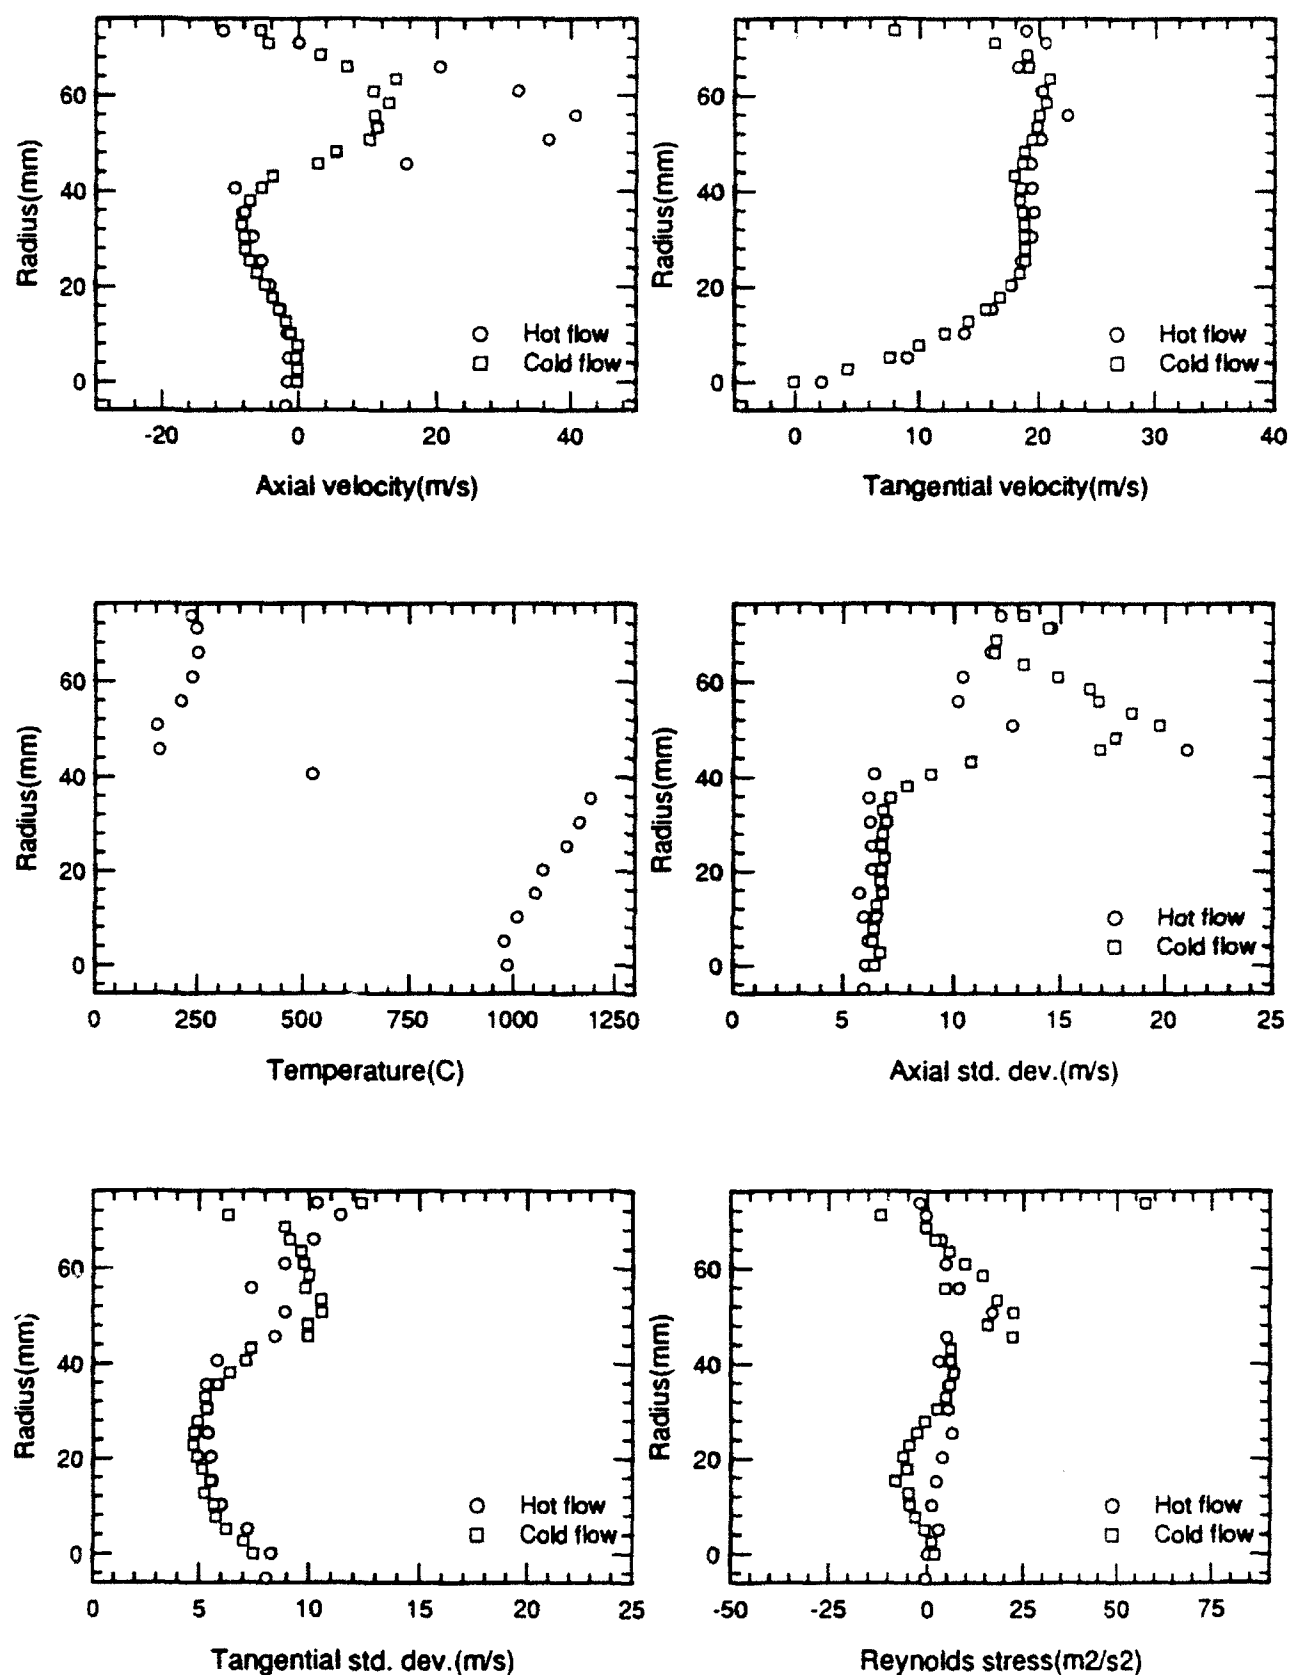 Radius(mm)
60
40
20
0
Hot flow
Cold flow
-20 0 20 40
Axial velocity(m/s)
Radius(mm)
60
40
20
0
Hot flow
Cold flow
0 10 20 30 40
Tangential velocity(m/s)
Radius(mm)
60
40
20
0
0 250 500 750 1000 1250
Temperature(C)
Radius(mm)
60
40
20
0
Hot flow
Cold flow
0 5 10 15 20 25
Axial std. dev.(m/s)
Radius(mm)
60
40
20
0
Hot flow
Cold flow
0 5 10 15 20 25
Tangential std. dev.(m/s)
Radius(mm)
60
40
20
0
Hot flow
Cold flow
-50 -25 0 25 50 75
Reynolds stress(m2/s2)